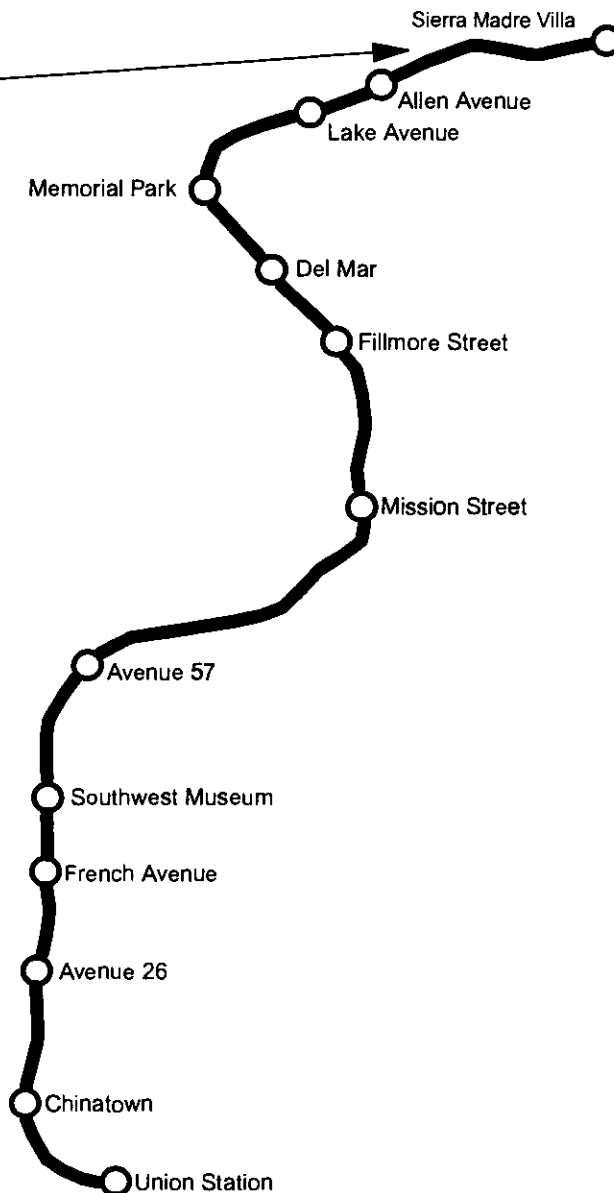 Sierra Madre Villa
Allen Avenue
Lake Avenue
Memorial Park
Del Mar
Fillmore Street
Mission Street
Avenue 57
Southwest Museum
French Avenue
Avenue 26
Chinatown
Union Station